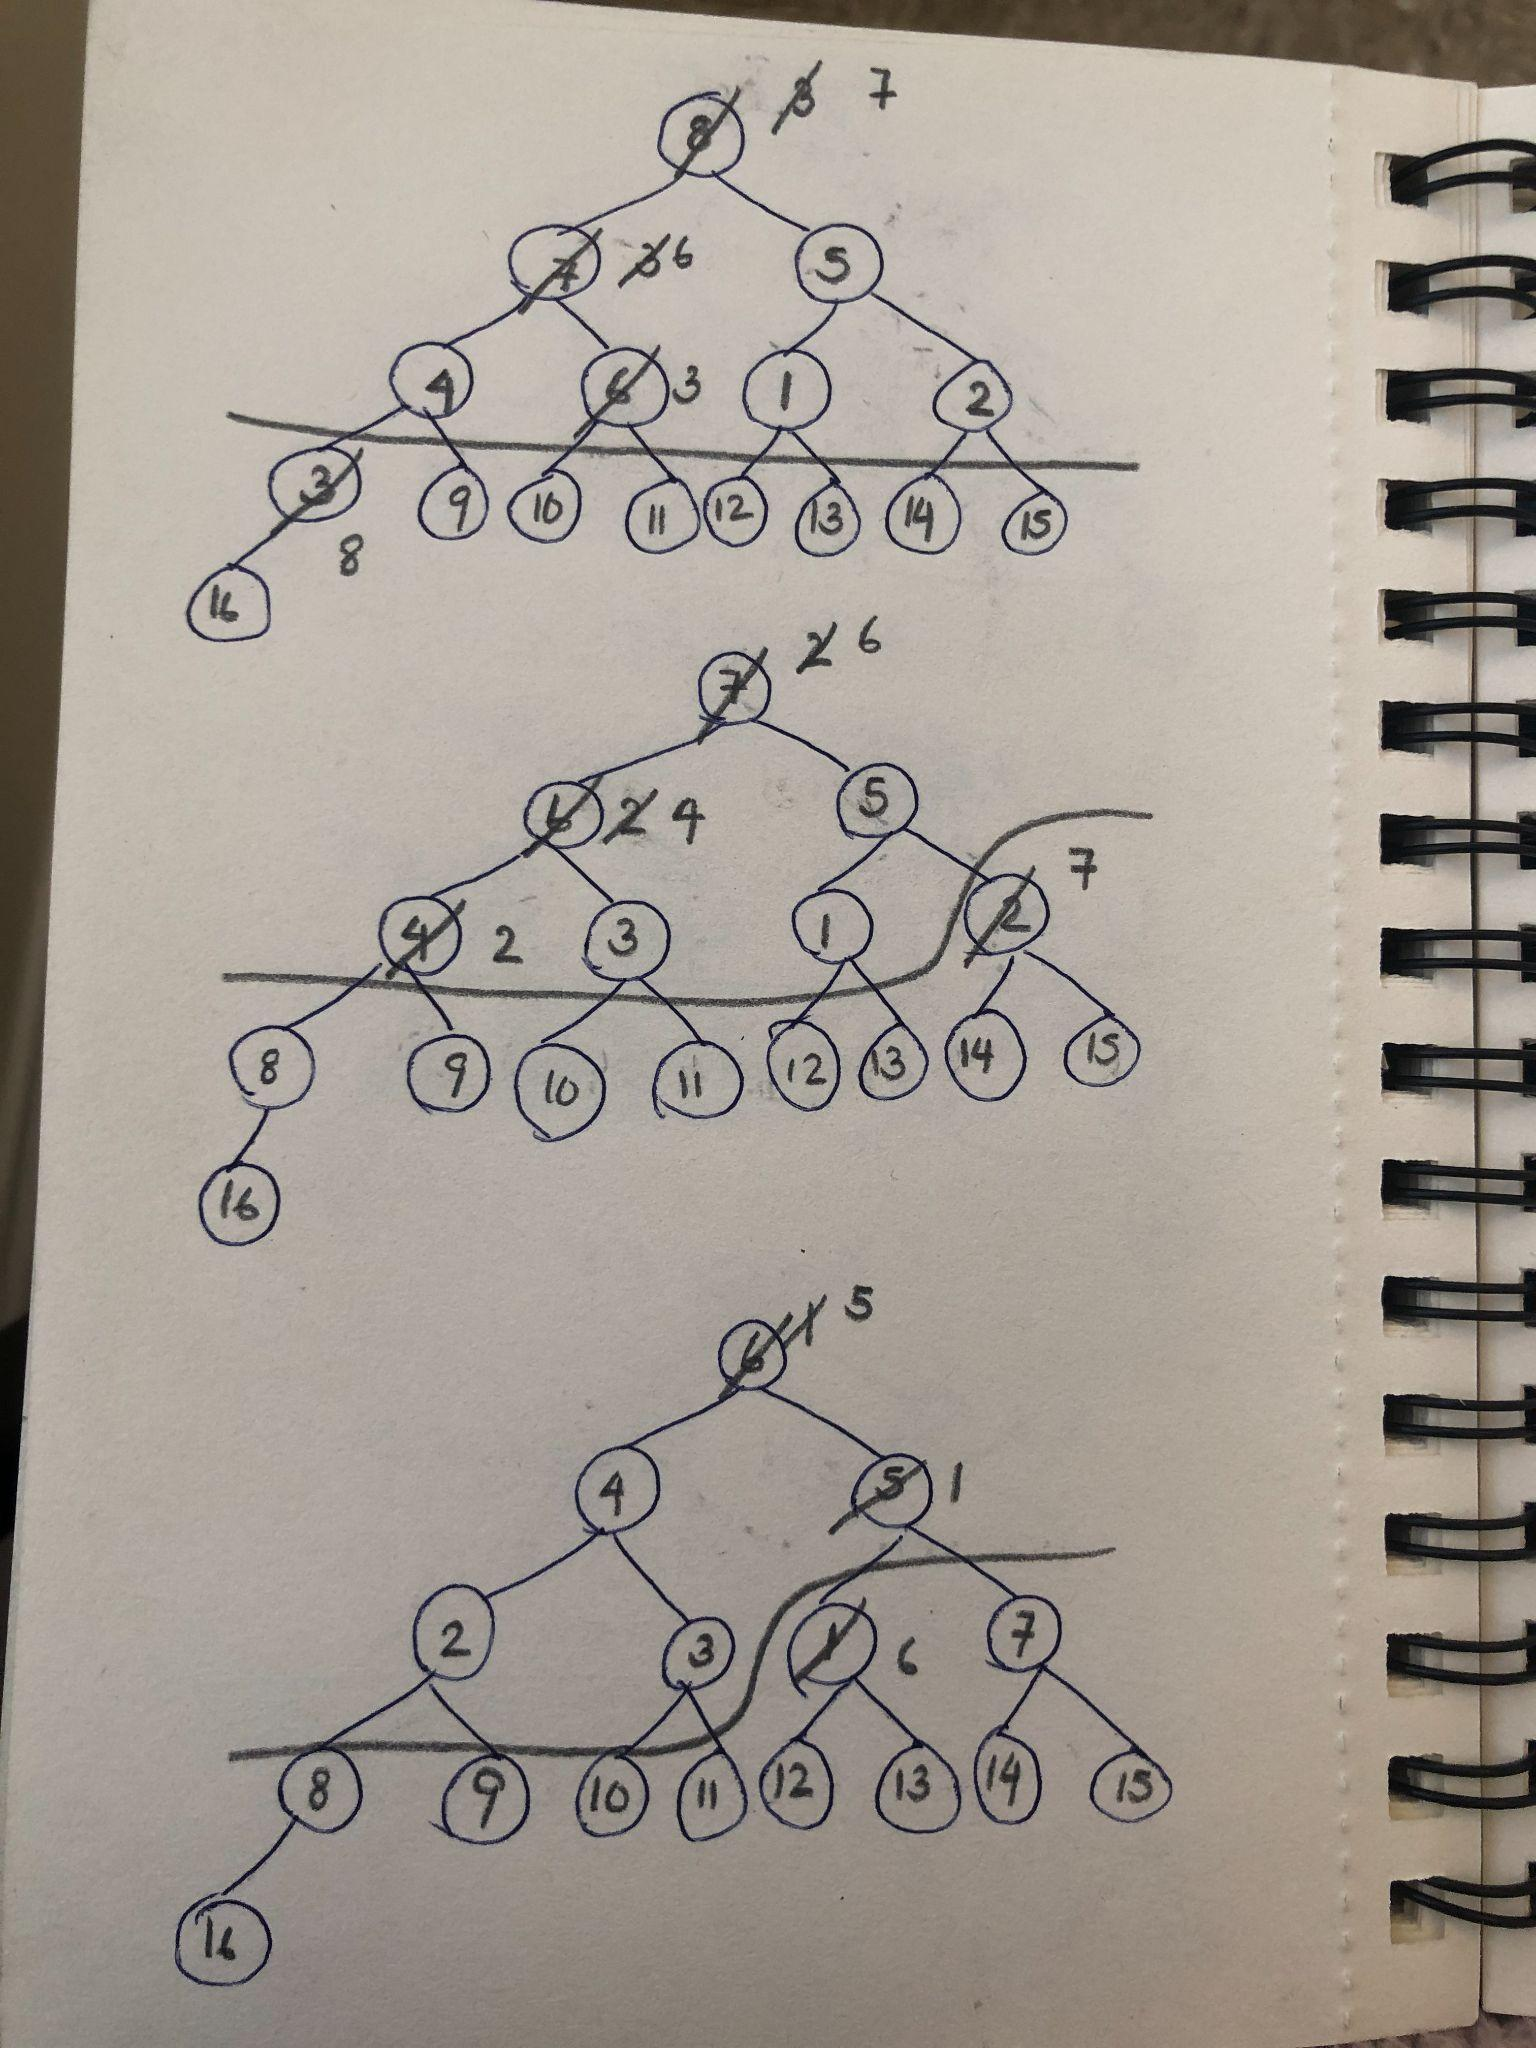 8 3 7
7 3 6 5
4 6 3 1 2
3 9 10 11 12 13 14 15
8
16
7 2 6
6 2 4 5
7
4 2 3 1 2
8 9 10 11 12 13 14 15
16
6 1 5
4 5 1
2 3 1 6 7
8 9 10 11 12 13 14 15
16